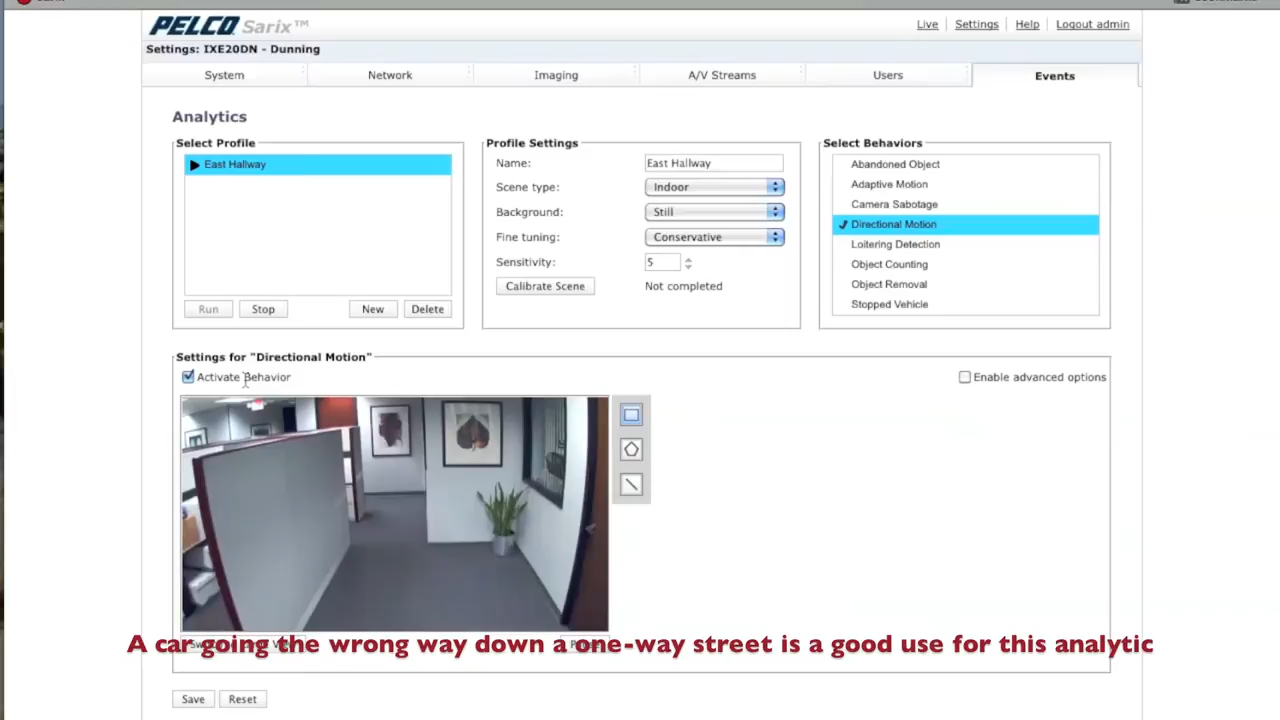 PELCO Sarix™
Live Settings Help Logout admin
Settings: IXE20DN - Dunning
System Network Imaging A/V Streams Users Events
Analytics
Select Profile
East Hallway
Run Stop New Delete
Profile Settings
Name: East Hallway
Scene type: Indoor
Background: Still
Fine tuning: Conservative
Sensitivity: 5
Calibrate Scene Not completed
Select Behaviors
Abandoned Object
Adaptive Motion
Camera Sabotage
Directional Motion
Loitering Detection
Object Counting
Object Removal
Stopped Vehicle
Settings for "Directional Motion"
Activate Behavior
Enable advanced options
A car going the wrong way down a one-way street is a good use for this analytic
Save Reset